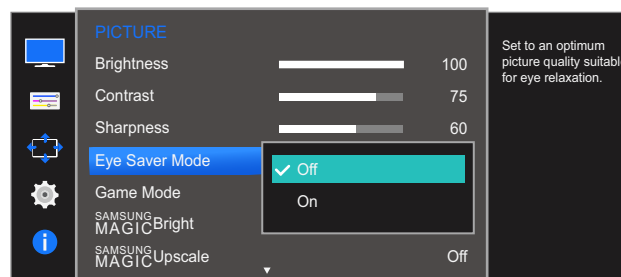 PICTURE
Brightness 100
Contrast 75
Sharpness 60
Eye Saver Mode
Off
Game Mode
On
SAMSUNG
MAGICBright
SAMSUNG
MAGICUpscale Off
Set to an optimum
picture quality suitable
for eye relaxation.